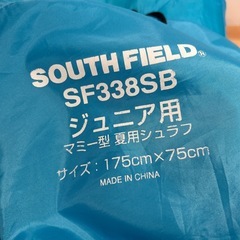 SOUTH FIELD®
SF338SB
ジュニア用
マミー型 夏用シュラフ
サイズ：175cm×75cm
MADE IN CHINA